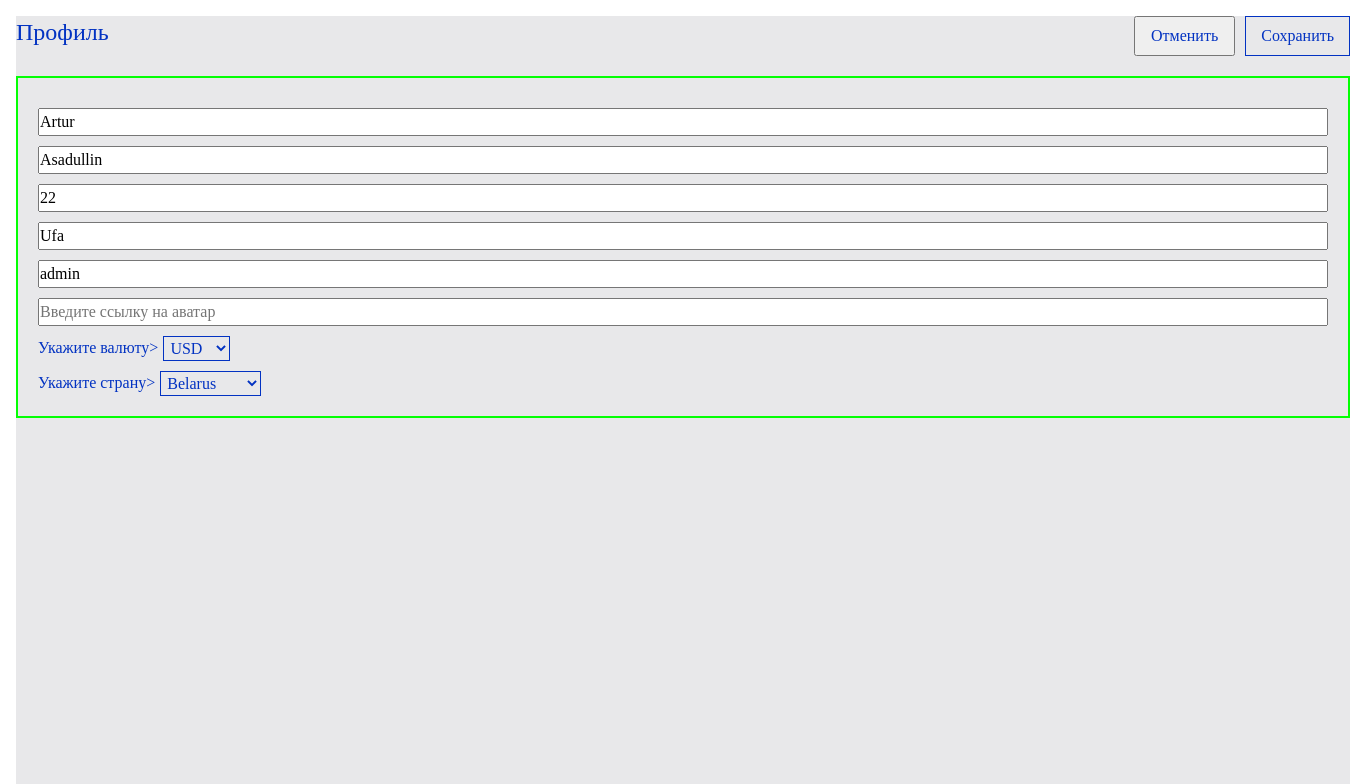 Профиль
Отменить
Сохранить
Artur
Asadullin
22
Ufa
admin
Введите ссылку на аватар
Укажите валюту> USD
Укажите страну> Belarus